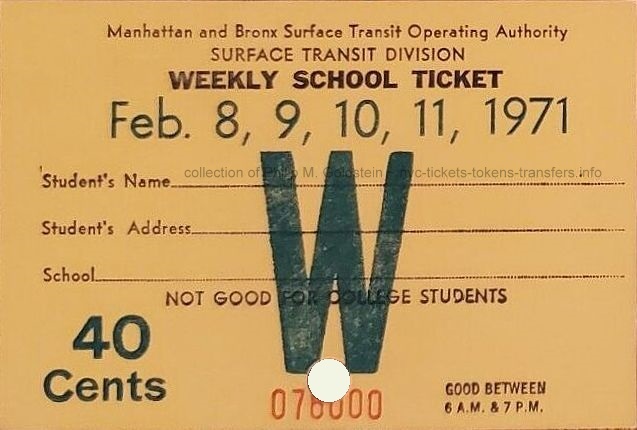 Manhattan and Bronx Surface Transit Operating Authority
SURFACE TRANSIT DIVISION
WEEKLY SCHOOL TICKET
Feb. 8, 9, 10, 11, 1971
collection of Philip M. Goldstein - nyc-tickets-tokens-transfers.info
Student's Name
Student's Address
School
W
NOT GOOD FOR COLLEGE STUDENTS
40
Cents
078000
GOOD BETWEEN
6 A.M. & 7 P.M.